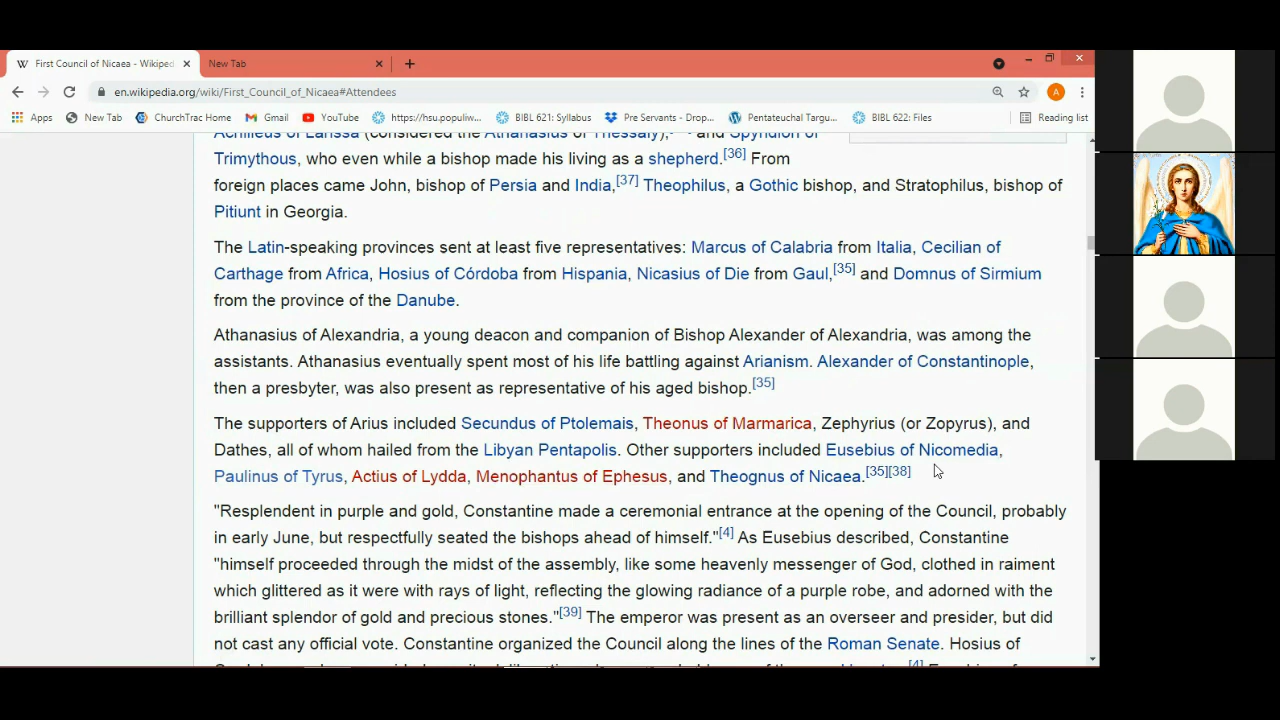 First Council of Nicaea - Wikiped
New Tab
en.wikipedia.org/wiki/First_Council_of_Nicaea#Attendees
A
Apps New Tab ChurchTrac Home Gmail YouTube https://hsu.populiw... BIBL 621: Syllabus Pre Servants - Drop... Pentateuchal Targu... BIBL 622: Files Reading list
Achilleus of Larissa (considered the Athanasius of Thessaly), and Spyridion of
Trimythous, who even while a bishop made his living as a shepherd.[36] From
foreign places came John, bishop of Persia and India,[37] Theophilus, a Gothic bishop, and Stratophilus, bishop of
Pitiunt in Georgia.
The Latin-speaking provinces sent at least five representatives: Marcus of Calabria from Italia, Cecilian of
Carthage from Africa, Hosius of Córdoba from Hispania, Nicasius of Die from Gaul,[35] and Domnus of Sirmium
from the province of the Danube.
Athanasius of Alexandria, a young deacon and companion of Bishop Alexander of Alexandria, was among the
assistants. Athanasius eventually spent most of his life battling against Arianism. Alexander of Constantinople,
then a presbyter, was also present as representative of his aged bishop.[35]
The supporters of Arius included Secundus of Ptolemais, Theonus of Marmarica, Zephyrius (or Zopyrus), and
Dathes, all of whom hailed from the Libyan Pentapolis. Other supporters included Eusebius of Nicomedia,
Paulinus of Tyrus, Actius of Lydda, Menophantus of Ephesus, and Theognus of Nicaea.[35][38]
"Resplendent in purple and gold, Constantine made a ceremonial entrance at the opening of the Council, probably
in early June, but respectfully seated the bishops ahead of himself."[4] As Eusebius described, Constantine
"himself proceeded through the midst of the assembly, like some heavenly messenger of God, clothed in raiment
which glittered as it were with rays of light, reflecting the glowing radiance of a purple robe, and adorned with the
brilliant splendor of gold and precious stones."[39] The emperor was present as an overseer and presider, but did
not cast any official vote. Constantine organized the Council along the lines of the Roman Senate. Hosius of